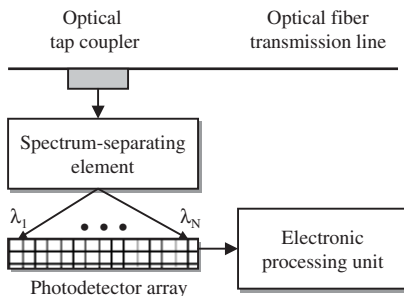 Optical
tap coupler
Optical fiber
transmission line
Spectrum-separating
element
λ1
λN
Electronic
processing unit
Photodetector array